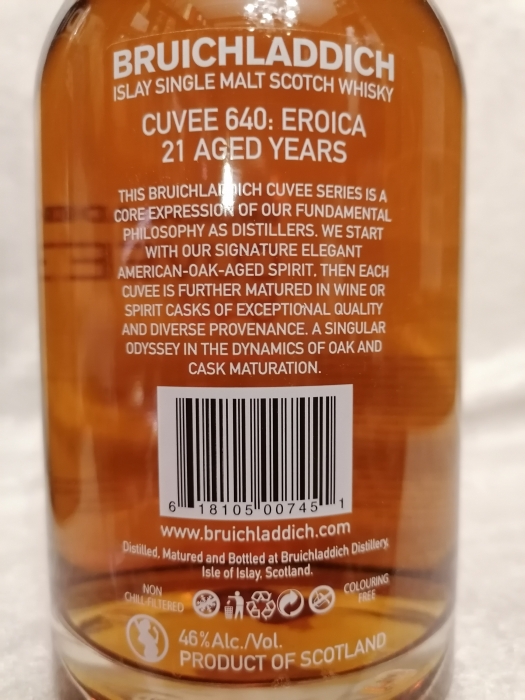 BRUICHLADDICH
ISLAY SINGLE MALT SCOTCH WHISKY
CUVEE 640: EROICA
21 AGED YEARS
THIS BRUICHLADDICH CUVEE SERIES IS A
CORE EXPRESSION OF OUR FUNDAMENTAL
PHILOSOPHY AS DISTILLERS. WE START
WITH OUR SIGNATURE ELEGANT
AMERICAN-OAK-AGED SPIRIT. THEN EACH
CUVEE IS FURTHER MATURED IN WINE OR
SPIRIT CASKS OF EXCEPTIONAL QUALITY
AND DIVERSE PROVENANCE. A SINGULAR
ODYSSEY IN THE DYNAMICS OF OAK AND
CASK MATURATION.
6 18105 00745 1
www.bruichladdich.com
Distilled, Matured and Bottled at Bruichladdich Distillery,
Isle of Islay, Scotland.
NON
CHILL-FILTERED
COLOURING
FREE
46%Alc./Vol.
PRODUCT OF SCOTLAND